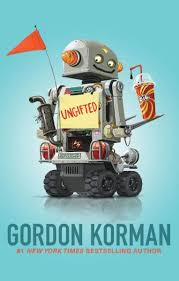 UNGIFTED
GORDON KORMAN
#1 NEW YORK TIMES BESTSELLING AUTHOR